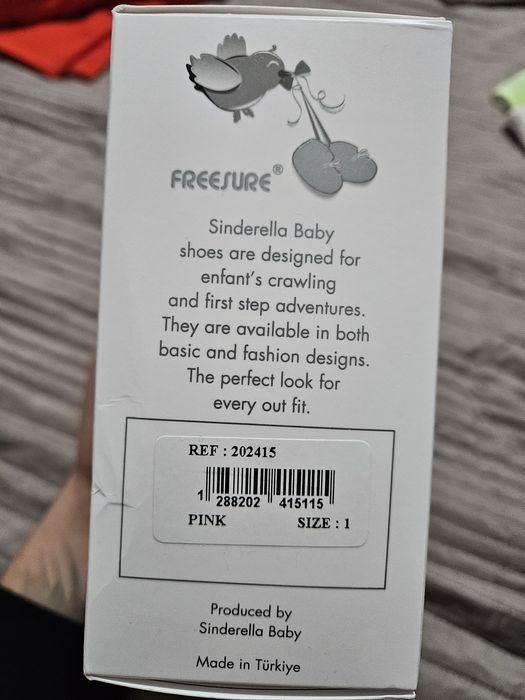 FREESURE®
Sinderella Baby
shoes are designed for
enfant's crawling
and first step adventures.
They are available in both
basic and fashion designs.
The perfect look for
every out fit.
REF : 202415
1 288202 415115
PINK SIZE : 1
Produced by
Sinderella Baby
Made in Türkiye